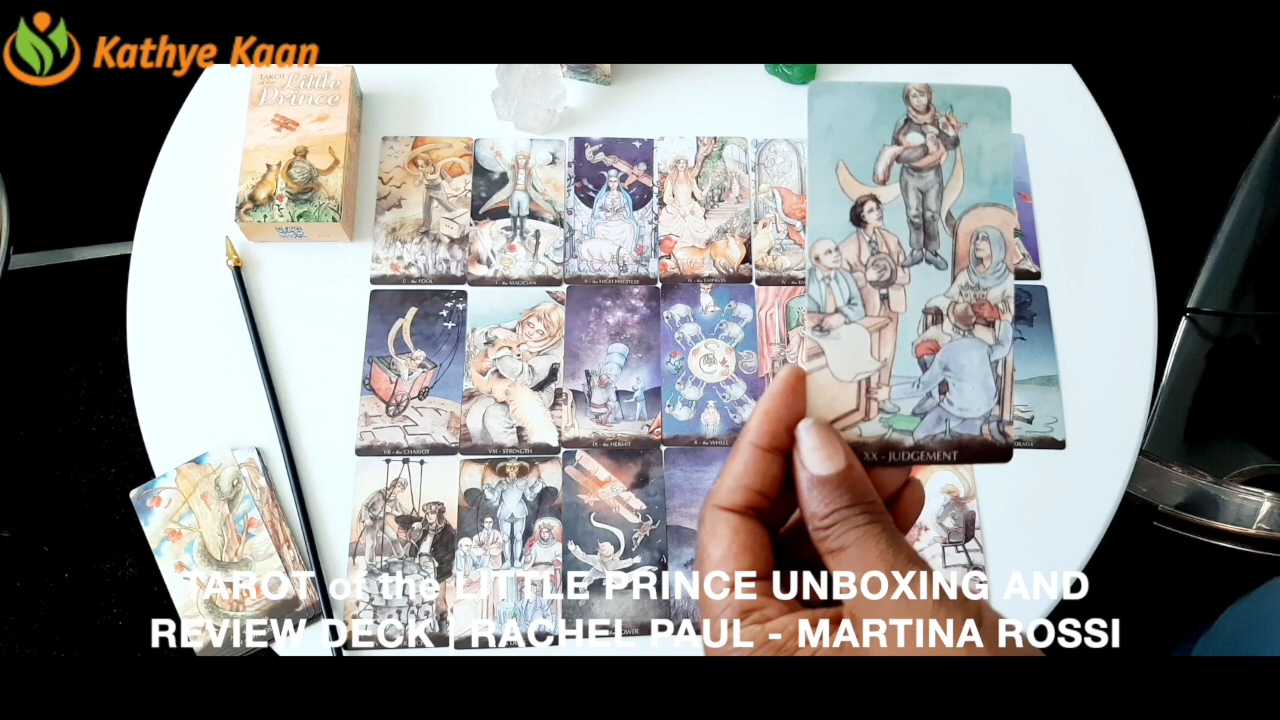 Kathye Kaan
TAROT
of the Little
Prince
0 - the FOOL
I - the MAGICIAN
II - the HIGH PRIESTESS
III - the EMPRESS
VII - the CHARIOT
VIII - STRENGTH
IX - the HERMIT
X - the WHEEL
XX - JUDGEMENT
TAROT of the LITTLE PRINCE UNBOXING AND
REVIEW DECK | RACHEL PAUL - MARTINA ROSSI